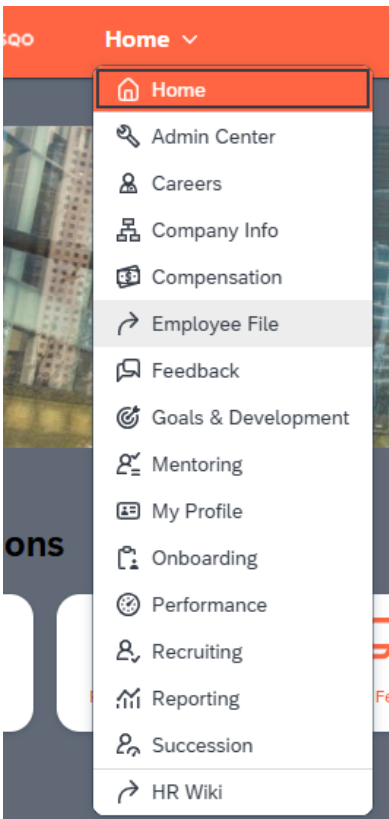 Home
Home
Admin Center
Careers
Company Info
Compensation
Employee File
Feedback
Goals & Development
Mentoring
My Profile
Onboarding
ons
Performance
Recruiting
Reporting
Fe
Succession
HR Wiki